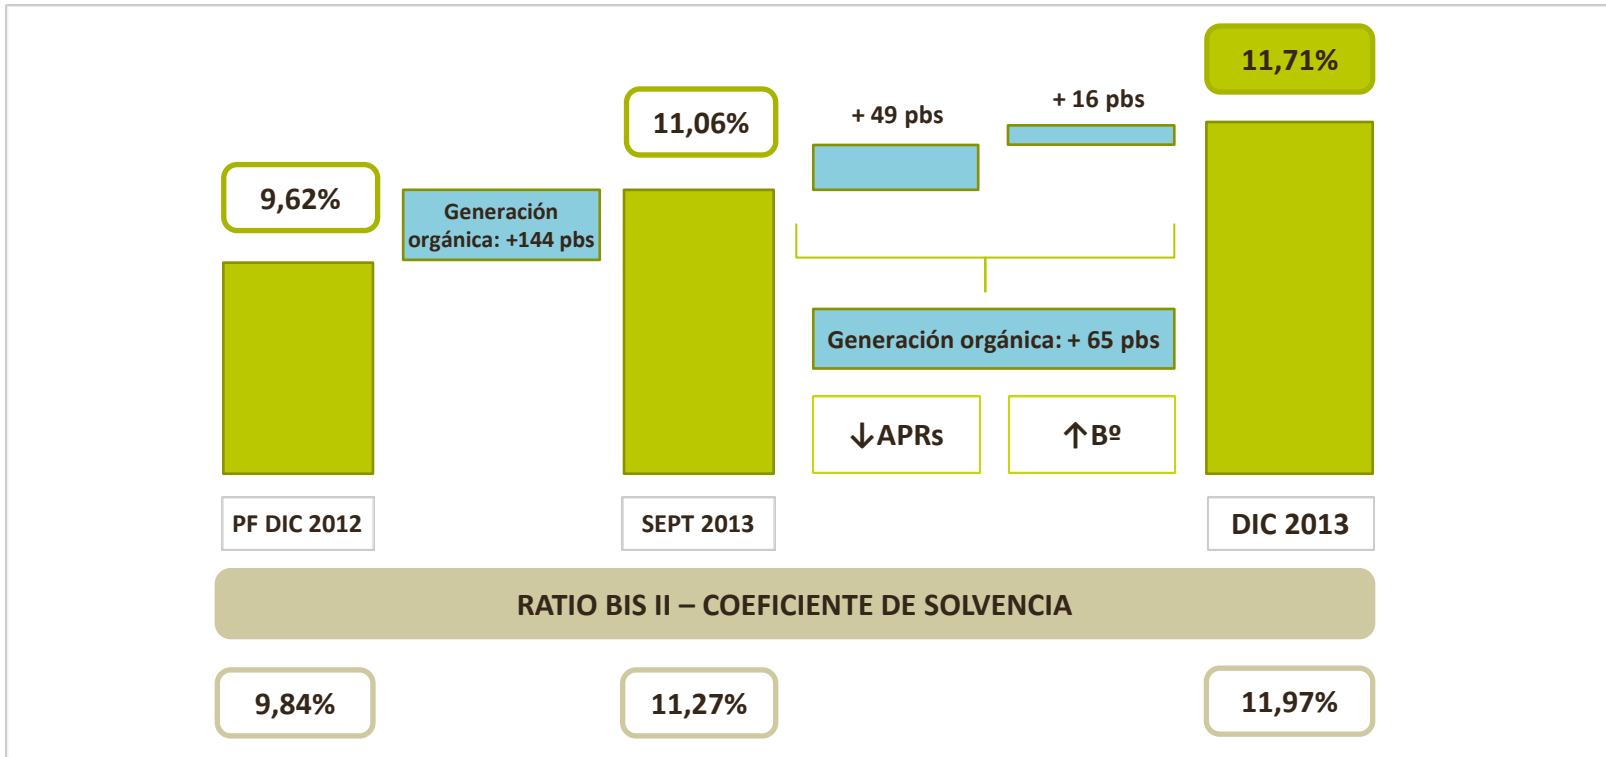 11,71%
+ 16 pbs
+ 49 pbs
11,06%
9,62%
Generación
orgánica: +144 pbs
Generación orgánica: + 65 pbs
↓APRs
↑Bº
PF DIC 2012
SEPT 2013
DIC 2013
RATIO BIS II – COEFICIENTE DE SOLVENCIA
9,84%
11,27%
11,97%